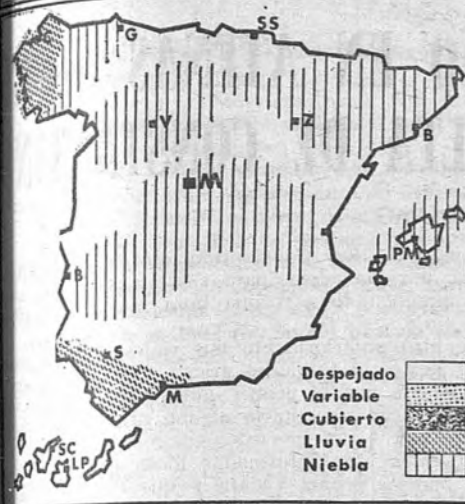 SS
C
G
V
Z
B
M
PM
B
S
M
SC
LP
Despejado
Variable
Cubierto
Lluvia
Niebla